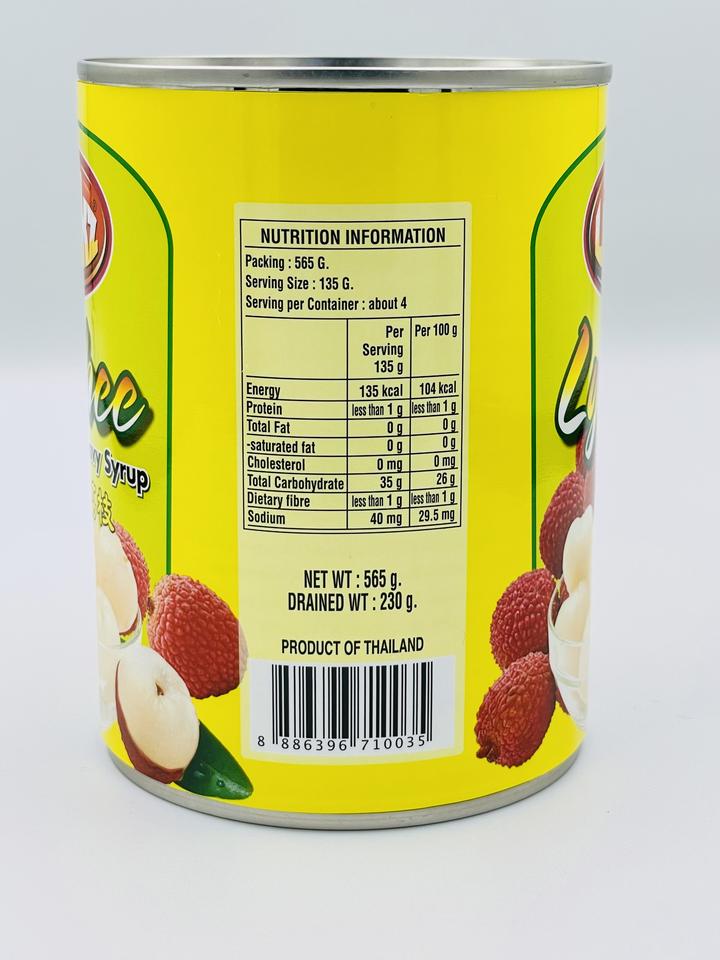 NUTRITION INFORMATION
Packing : 565 G.
Serving Size : 135 G.
Serving per Container : about 4
Per Serving 135 g Per 100 g
Energy 135 kcal 104 kcal
Protein less than 1 g less than 1 g
Total Fat 0 g 0 g
-saturated fat 0 g 0 g
Cholesterol 0 mg 0 mg
Total Carbohydrate 35 g 26 g
Dietary fibre less than 1 g less than 1 g
Sodium 40 mg 29.5 mg
NET WT : 565 g.
DRAINED WT : 230 g.
PRODUCT OF THAILAND
8 886396 710035
Syrup
枝